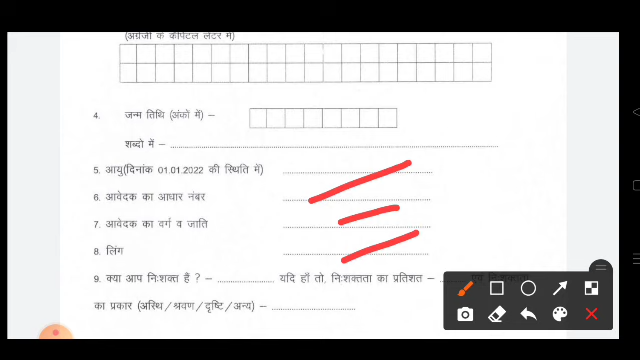 (अंग्रेजी के कैपिटल लेटर में)
4. जन्म तिथि (अंकों में) –
शब्दो में –
5. आयु(दिनांक 01.01.2022 की स्थिति में)
6. आवेदक का आधार नंबर
7. आवेदक का वर्ग व जाति
8. लिंग
9. क्या आप निःशक्त हैं ? – यदि हाँ तो, निःशक्तता का प्रतिशत –
का प्रकार (अस्थि/श्रवण/दृष्टि/अन्य) –